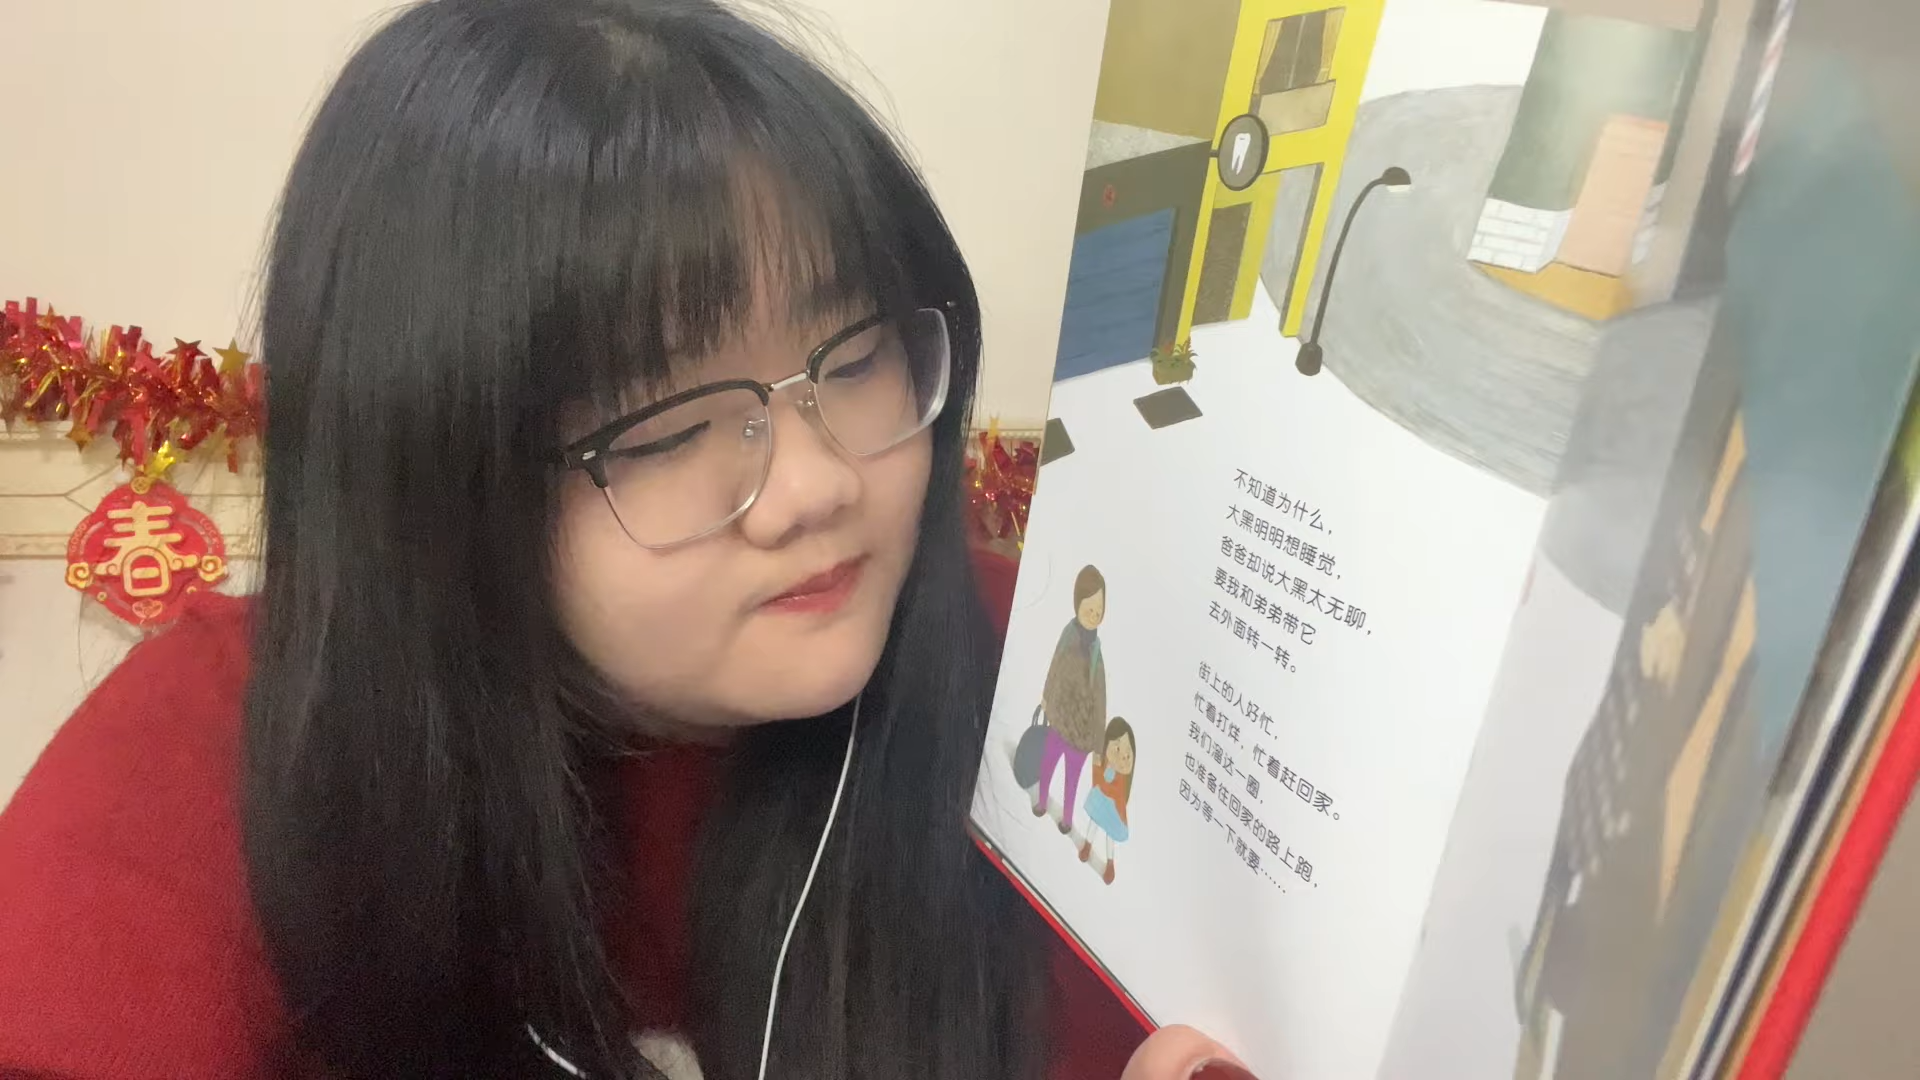 春
不知道为什么,
大黑明明想睡觉,
爸爸却说大黑太无聊,
要我和弟弟带它
去外面转一转。
街上的人好忙,
忙着打烊,忙着赶回家。
我们溜达一圈,
也准备往回家的路上跑,
因为等一下就要……